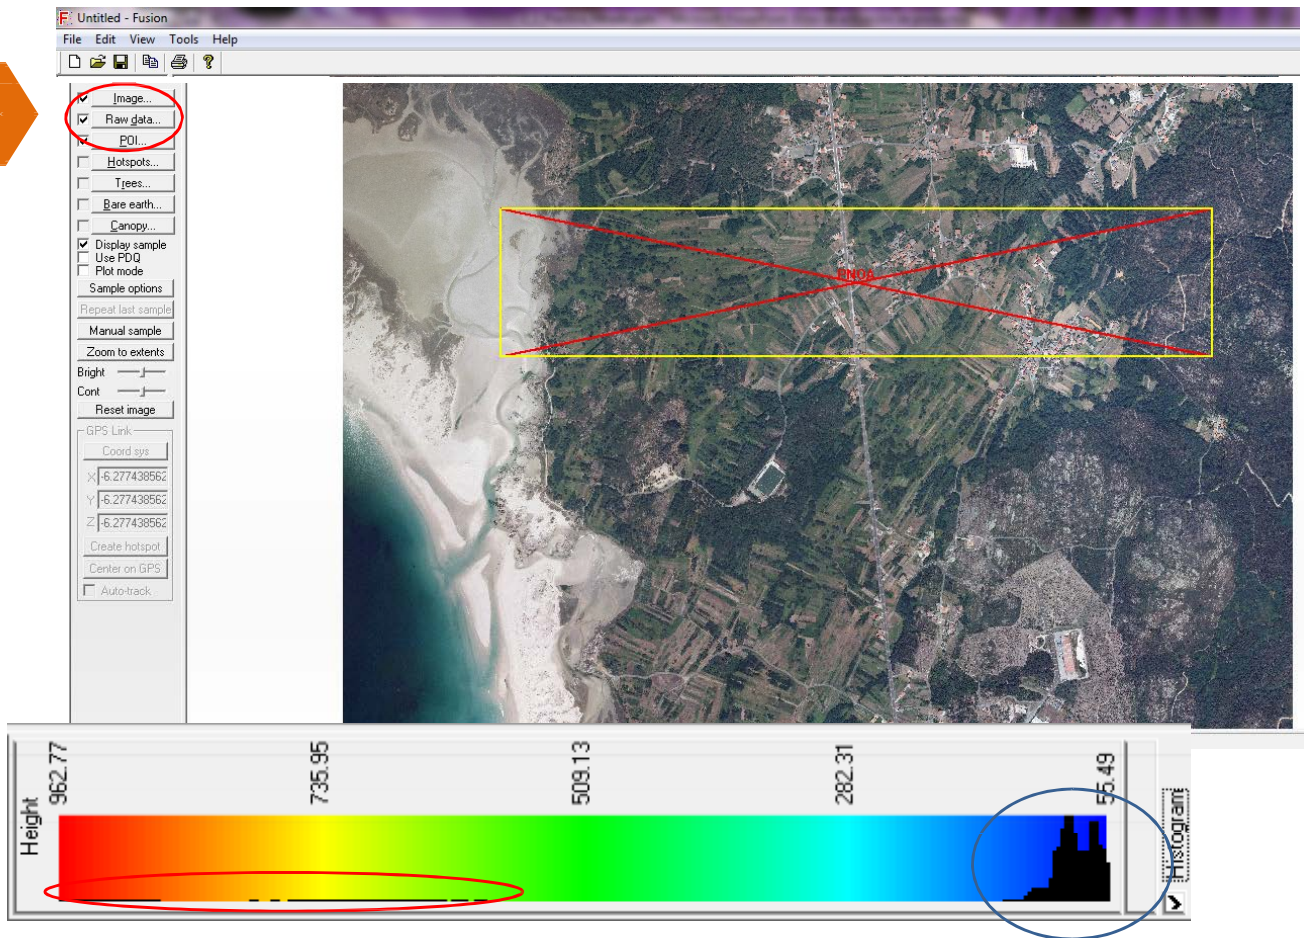 Untitled - Fusion
File Edit View Tools Help
Image...
Raw data...
POI...
Hotspots...
Trees...
Bare earth...
Canopy...
Display sample
Use PDQ
Plot mode
Sample options
Repeat last sample
Manual sample
Zoom to extents
Bright
Cont
Reset image
GPS Link
Coord sys
X -6.277438562
Y -6.277438562
Z -6.277438562
Create hotspot
Center on GPS
Auto-track
PNOA
Height
962.77
735.95
509.13
282.31
55.49
Histogram